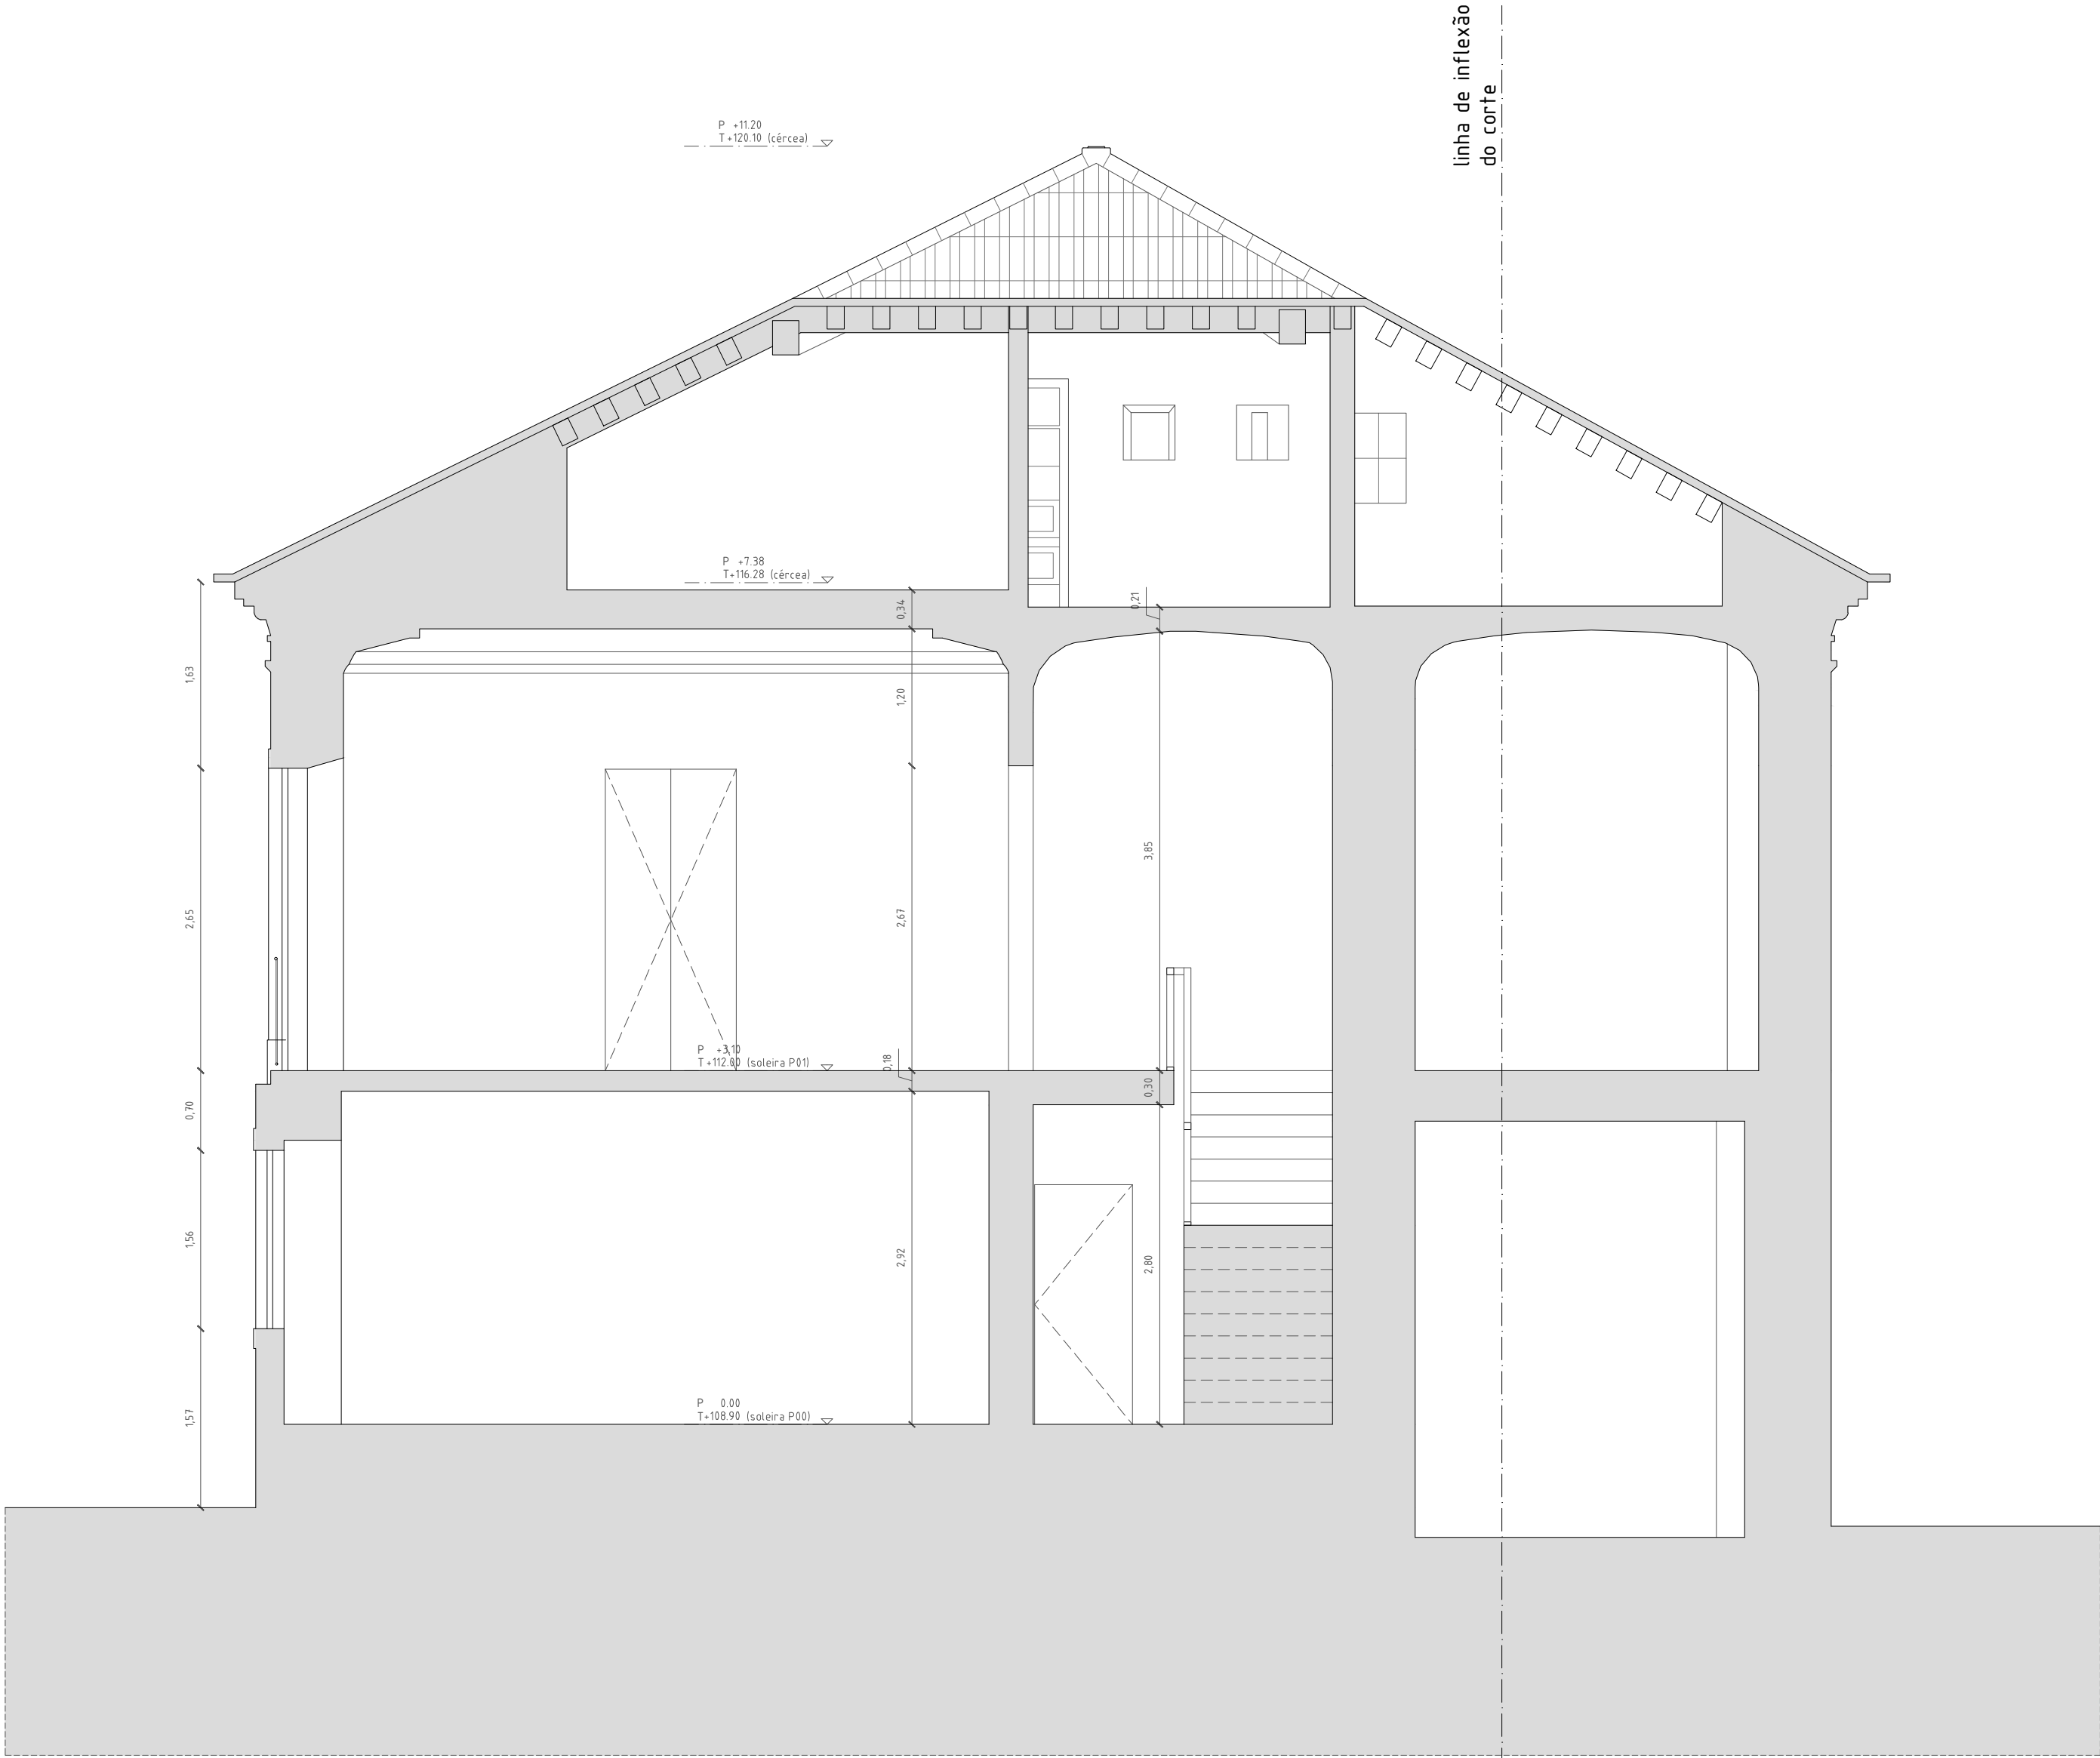 linha de inflexão
do corte
P +11.20
T+120.10 (cércea)
P +7.38
T+116.28 (cércea)
0,34
0,21
1,63
1,20
3,85
2,65
2,67
P +3,10
T+112.00 (soleira P01)
0,18
0,30
0,70
1,56
2,92
2,80
P 0.00
T+108.90 (soleira P00)
1,57